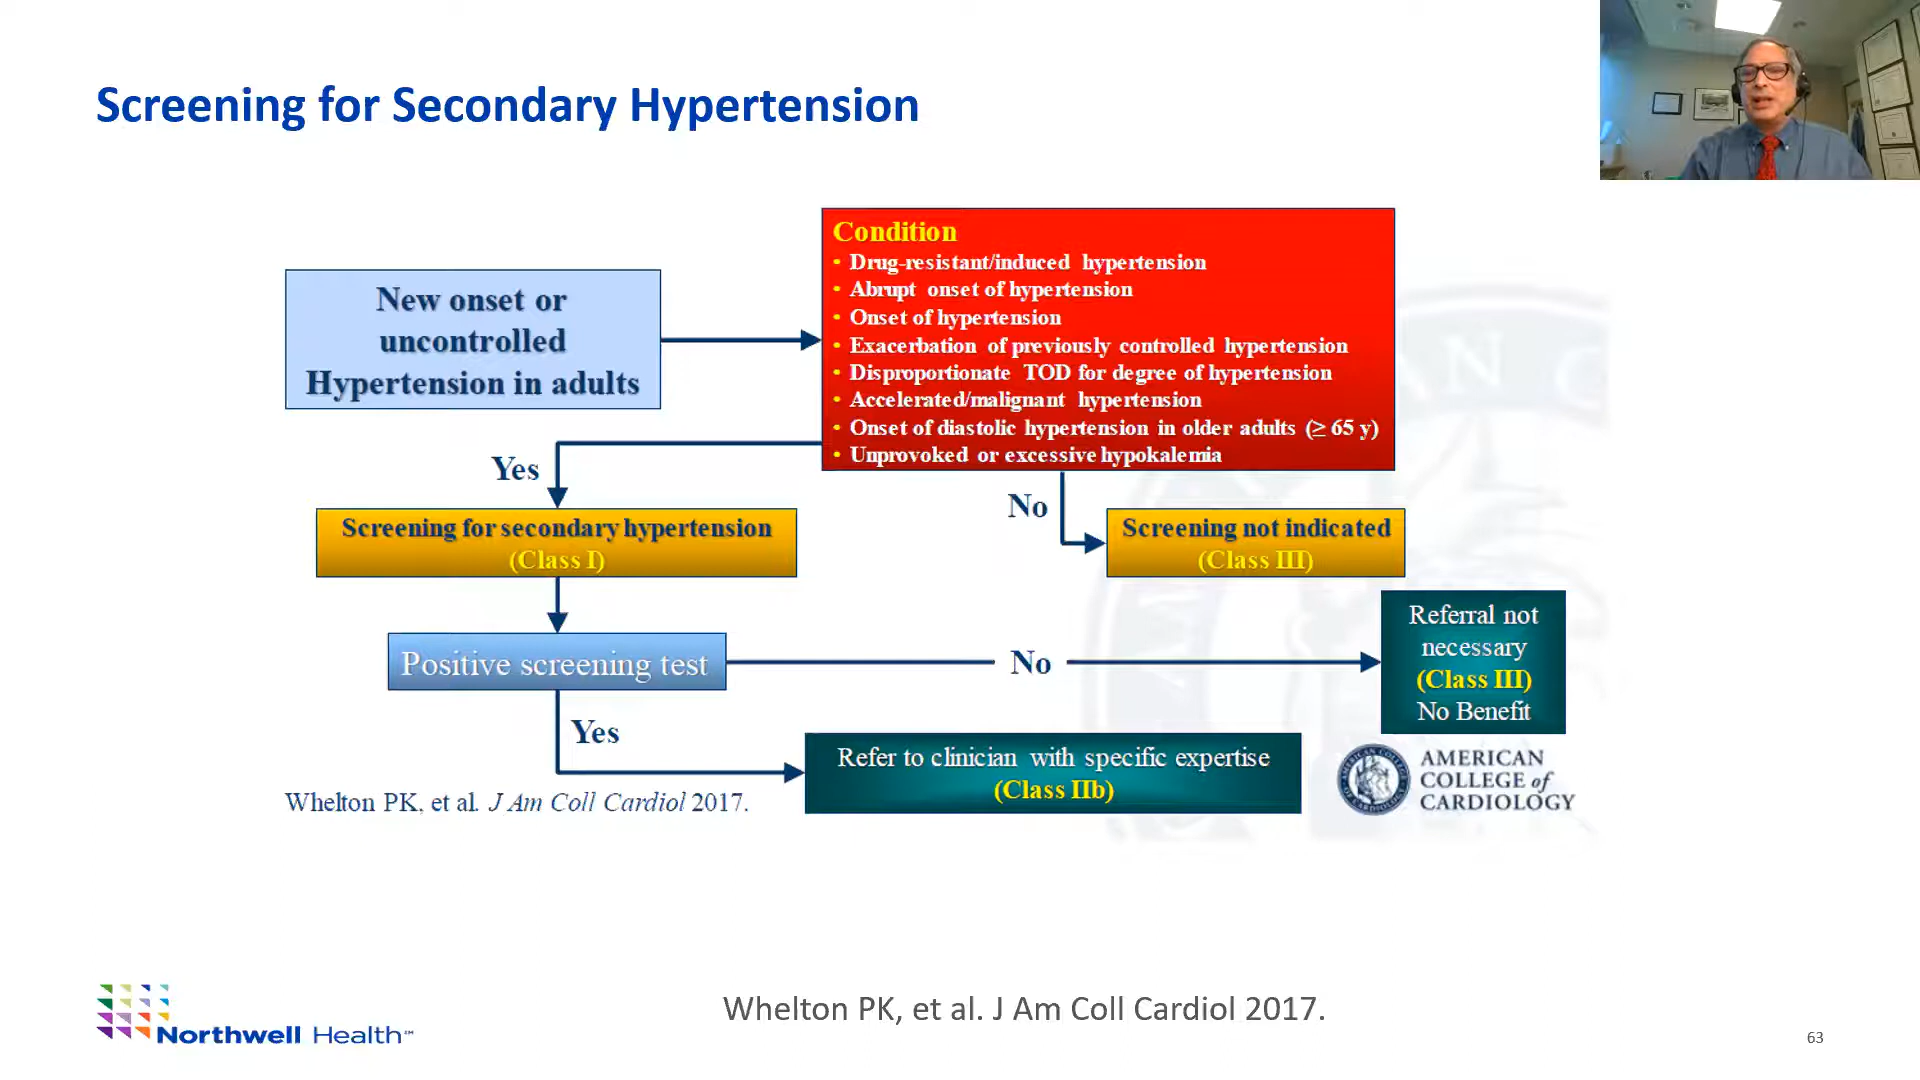 Screening for Secondary Hypertension
New onset or
uncontrolled
Hypertension in adults
Condition
• Drug-resistant/induced hypertension
• Abrupt onset of hypertension
• Onset of hypertension
• Exacerbation of previously controlled hypertension
• Disproportionate TOD for degree of hypertension
• Accelerated/malignant hypertension
• Onset of diastolic hypertension in older adults (≥ 65 y)
• Unprovoked or excessive hypokalemia
Yes
No
Screening for secondary hypertension
(Class I)
Screening not indicated
(Class III)
Positive screening test
No
Referral not
necessary
(Class III)
No Benefit
Yes
Refer to clinician with specific expertise
(Class IIb)
AMERICAN
COLLEGE of
CARDIOLOGY
Whelton PK, et al. J Am Coll Cardiol 2017.
Whelton PK, et al. J Am Coll Cardiol 2017.
Northwell Health℠
63